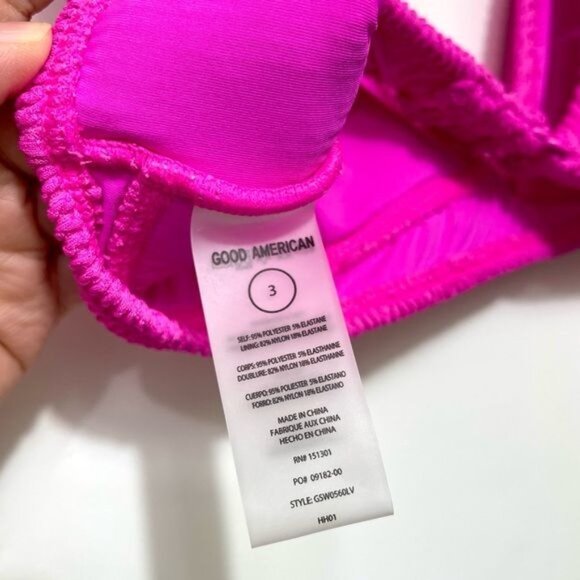 GOOD AMERICAN
3
SELF: 95% POLYESTER 5% ELASTANE
LINING: 82% NYLON 18% ELASTANE
CORPS: 95% POLYESTER 5% ELASTHANNE
DOUBLURE: 82% NYLON 18% ELASTHANNE
CUERPO: 95% POLIESTER 5% ELASTANO
FORRO: 82% NYLON 18% ELASTANO
MADE IN CHINA
FABRIQUE AUX CHINA
HECHO EN CHINA
RN# 151301
PO# 09182-00
STYLE: GSW0560LV
HH01